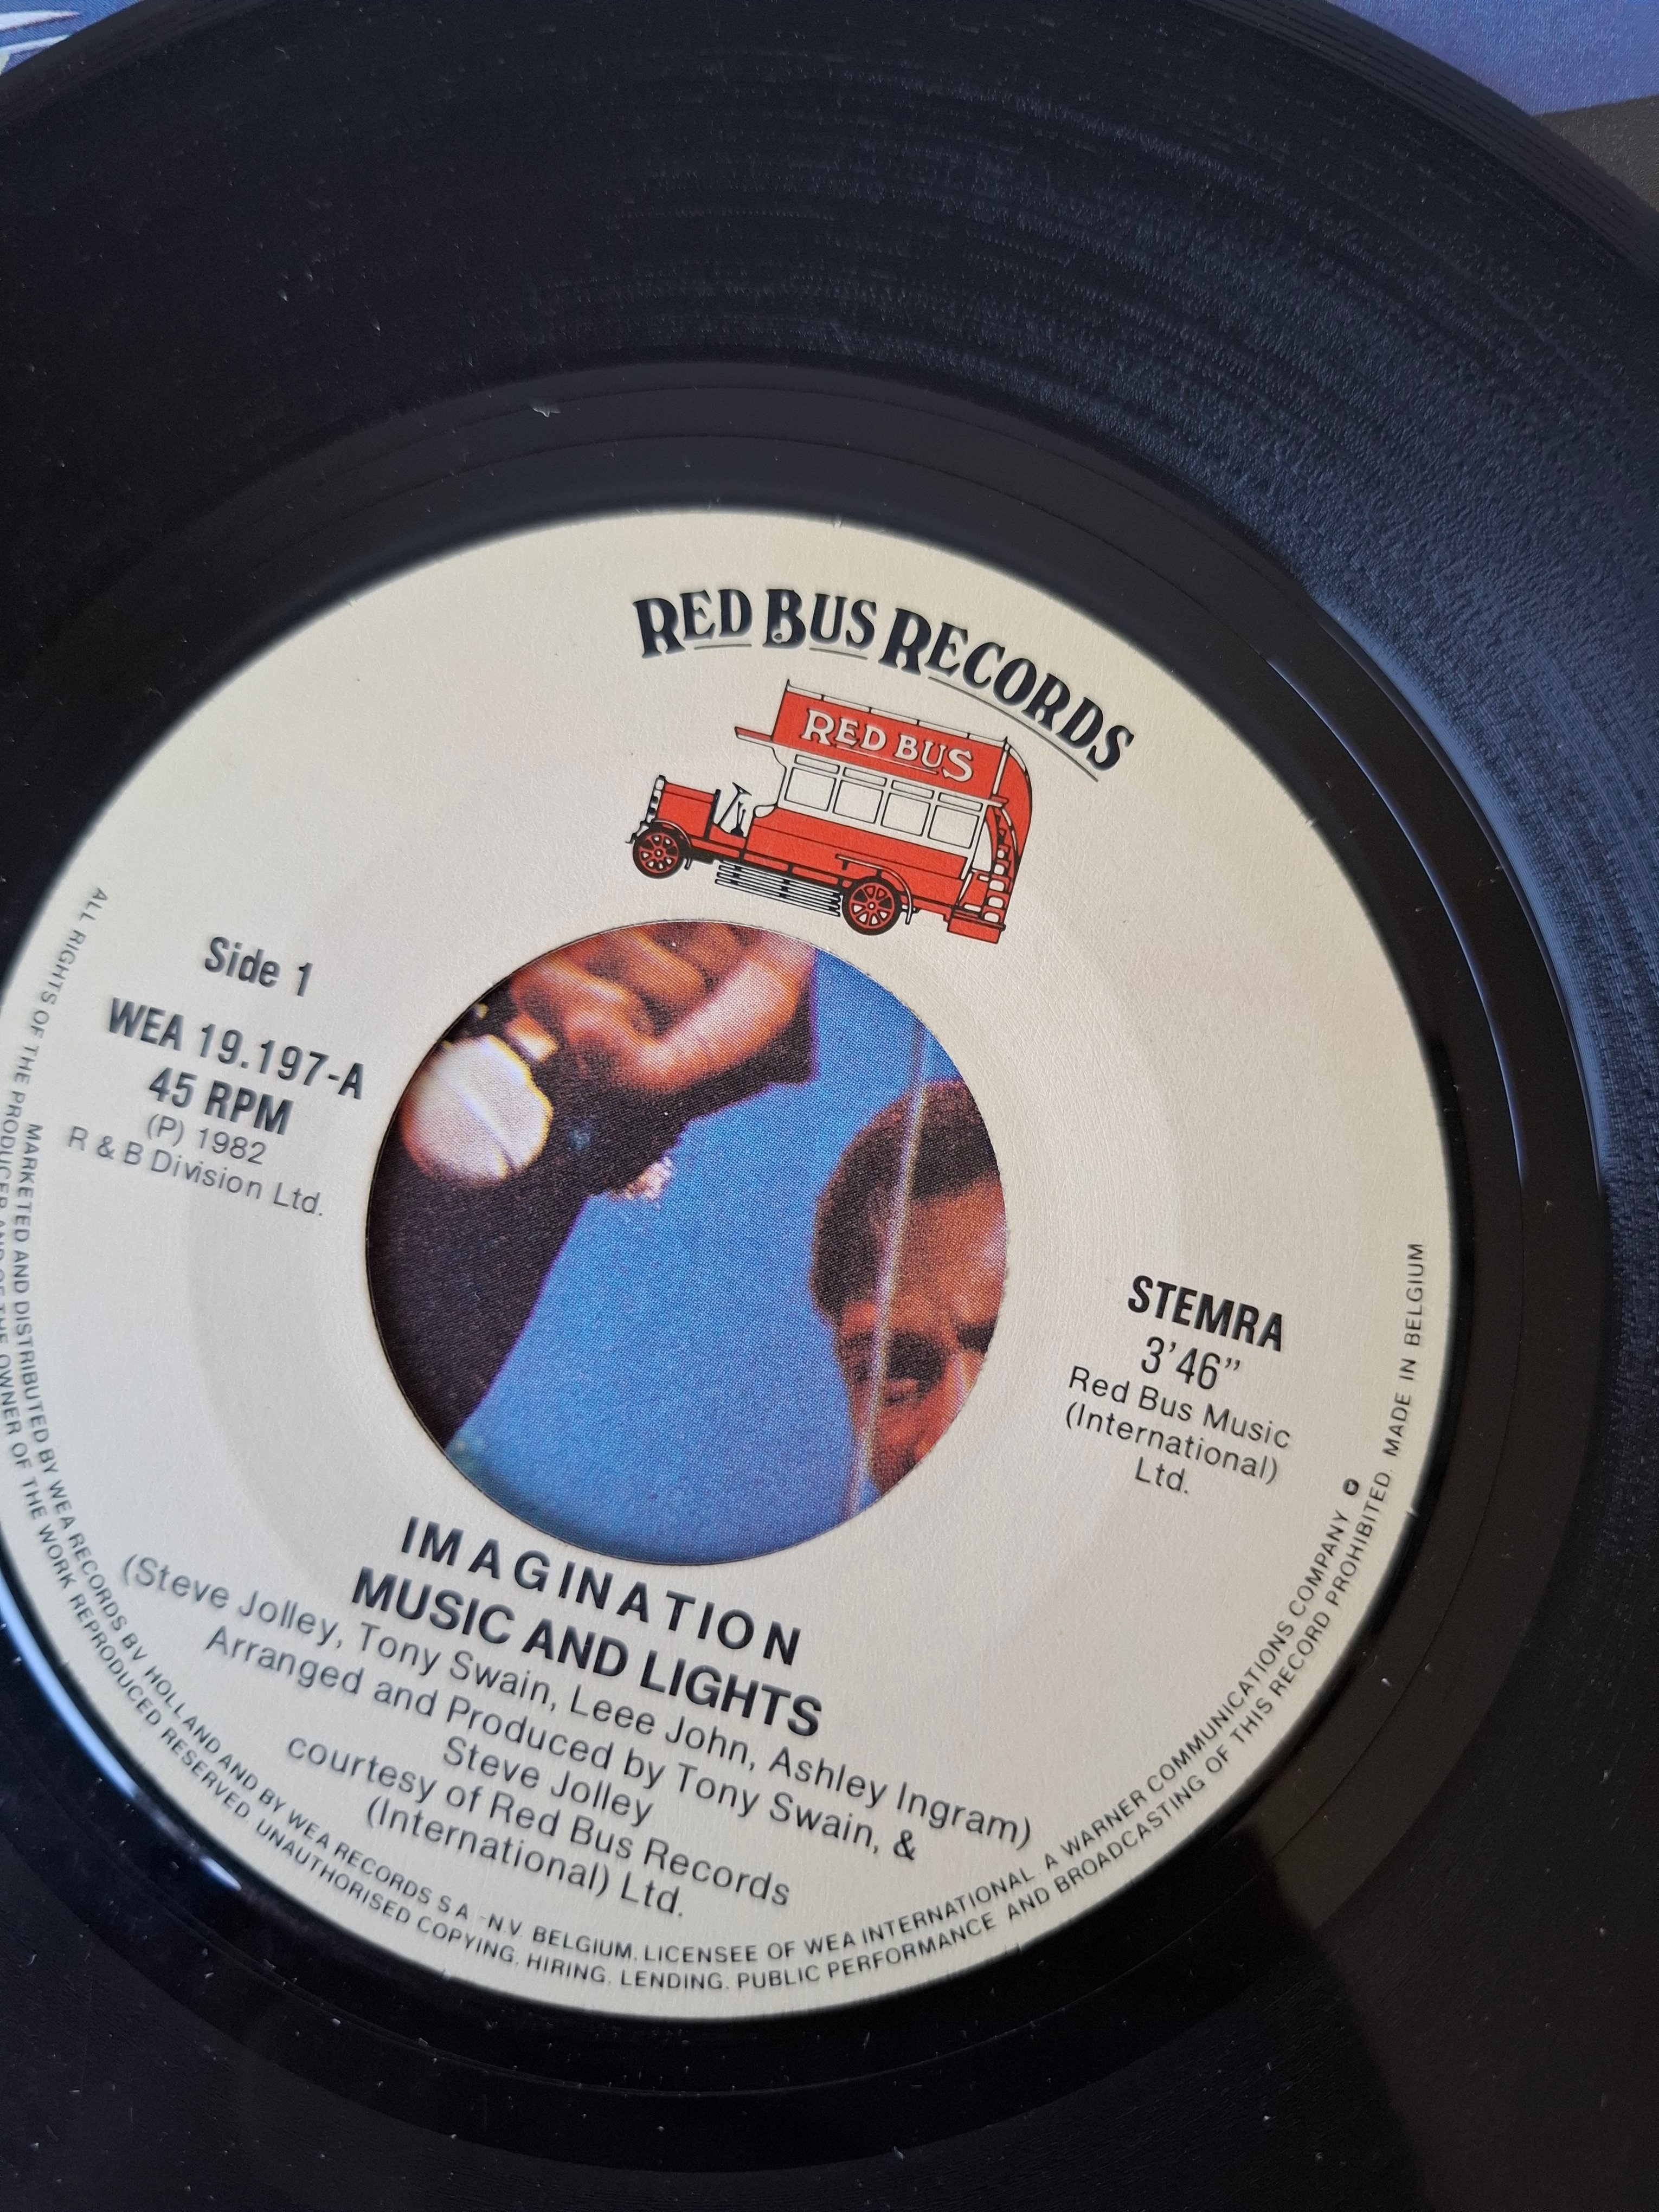 RED BUS RECORDS
RED BUS
Side 1
WEA 19.197-A
45 RPM
(P) 1982
R & B Division Ltd.
STEMRA
3'46"
Red Bus Music
(International)
Ltd.
IMAGINATION
MUSIC AND LIGHTS
(Steve Jolley, Tony Swain, Leee John, Ashley Ingram)
Arranged and Produced by Tony Swain, &
Steve Jolley
courtesy of Red Bus Records
(International) Ltd.
MARKETED AND DISTRIBUTED BY WEA RECORDS BV HOLLAND AND BY WEA RECORDS S A -N V. BELGIUM. LICENSEE OF WEA INTERNATIONAL. A WARNER COMMUNICATIONS COMPANY
ALL RIGHTS OF THE PRODUCER AND OF THE OWNER OF THE WORK REPRODUCED RESERVED. UNAUTHORISED COPYING. HIRING. LENDING. PUBLIC PERFORMANCE AND BROADCASTING OF THIS RECORD PROHIBITED. MADE IN BELGIUM